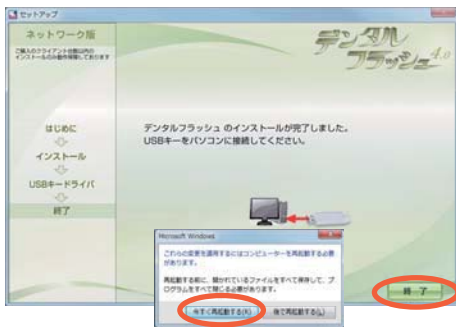 セットアップ
ネットワーク版
ご購入のクライアント台数以内の
インストールのみ動作保障しております
デンタル
フラッシュ4.0
はじめに
インストール
USBキードライバ
終了
デンタルフラッシュ のインストールが完了しました。
USBキーをパソコンに接続してください。
Microsoft Windows
これらの変更を適用するにはコンピューターを再起動する必要
があります。
再起動する前に、開かれているファイルをすべて保存して、プ
ログラムをすべて閉じる必要があります。
今すぐ再起動する(R)
後で再起動する(L)
終 了